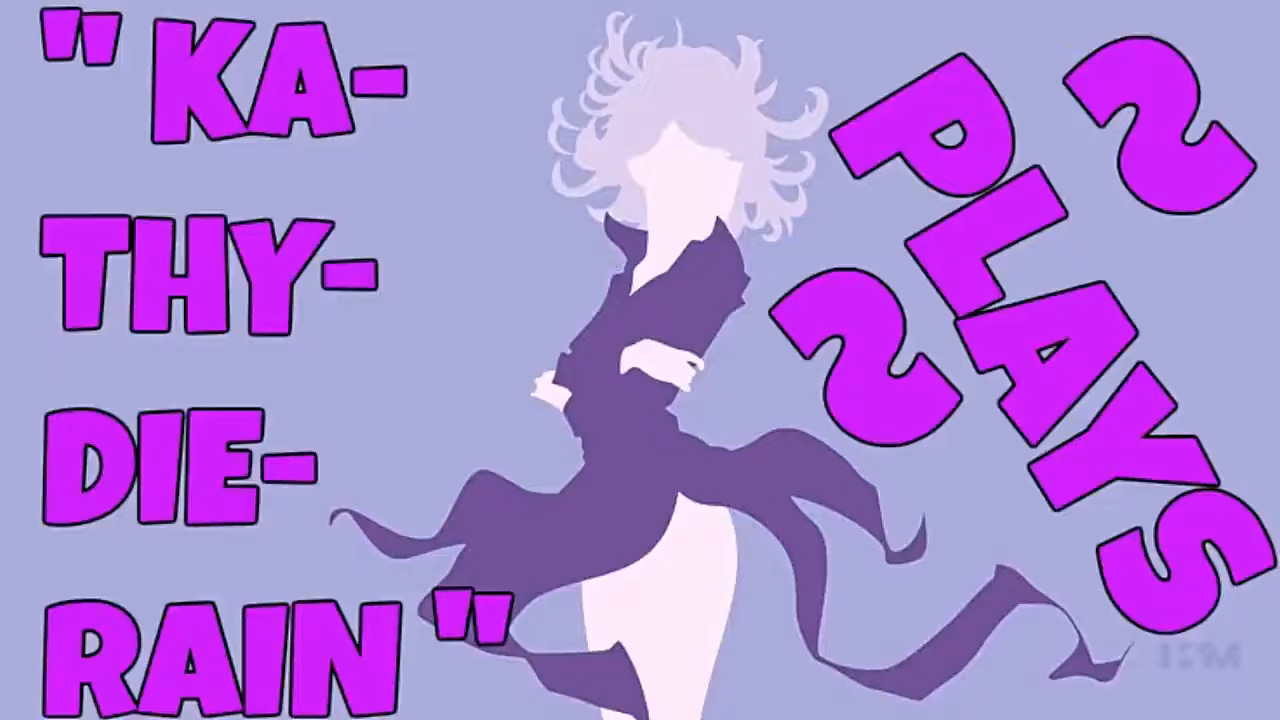 " KA-
THY-
DIE-
RAIN "
S
PLAYS
S